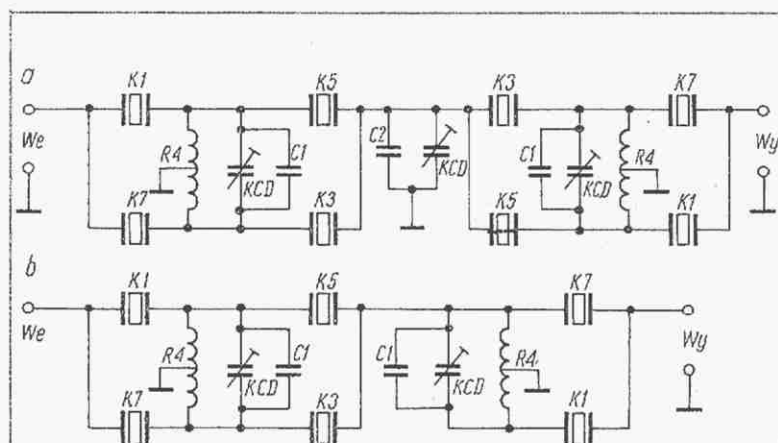 a
K1 K5 K3 K7
We R4 KCD C1 C2 KCD C1 KCD R4 Wy
K7 K3 K5 K1
b
K1 K5 K7
We R4 KCD C1 C1 KCD R4 Wy
K7 K3 K1